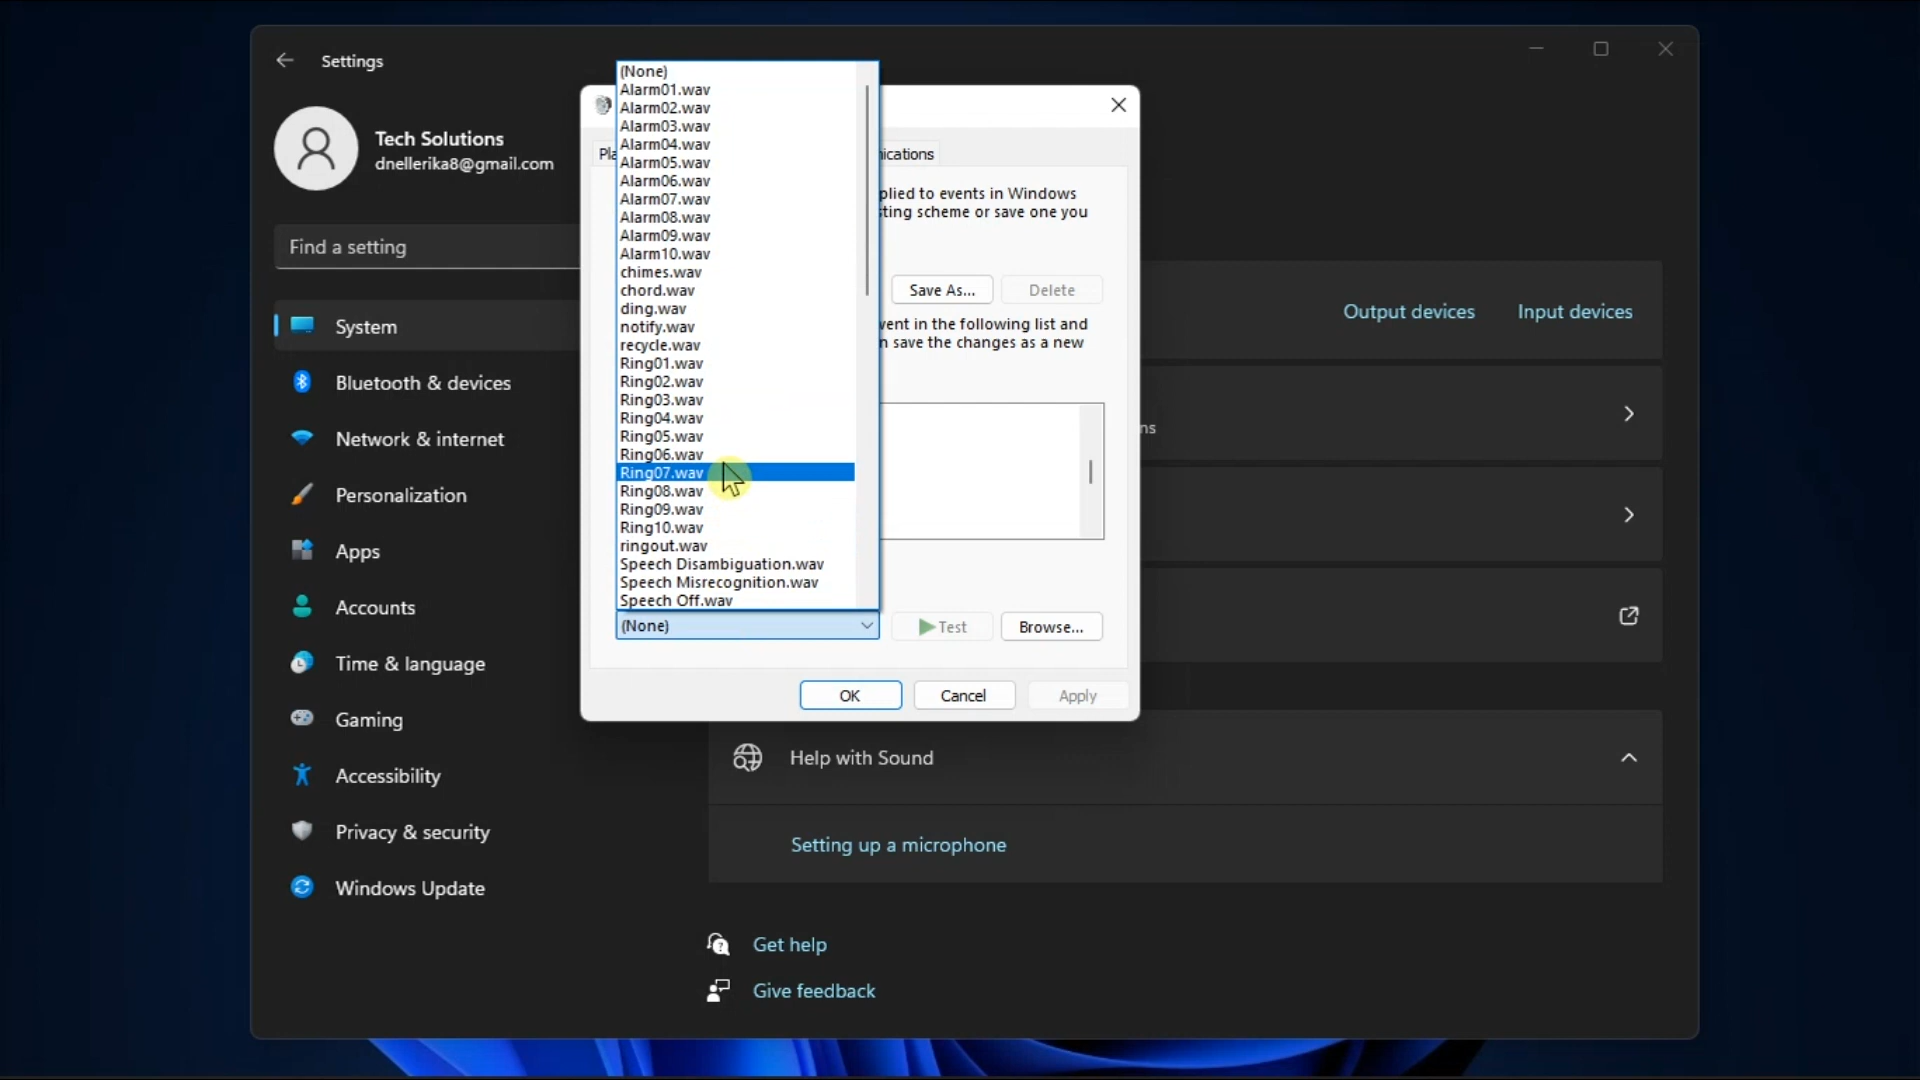 Settings
Tech Solutions
dnellerika8@gmail.com
Find a setting
System
Bluetooth & devices
Network & internet
Personalization
Apps
Accounts
Time & language
Gaming
Accessibility
Privacy & security
Windows Update
(None)
Alarm01.wav
Alarm02.wav
Alarm03.wav
Alarm04.wav
Alarm05.wav
Alarm06.wav
Alarm07.wav
Alarm08.wav
Alarm09.wav
Alarm10.wav
chimes.wav
chord.wav
ding.wav
notify.wav
recycle.wav
Ring01.wav
Ring02.wav
Ring03.wav
Ring04.wav
Ring05.wav
Ring06.wav
Ring07.wav
Ring08.wav
Ring09.wav
Ring10.wav
ringout.wav
Speech Disambiguation.wav
Speech Misrecognition.wav
Speech Off.wav
(None)
to events in Windows
scheme or save one you
Save As... Delete
in the following list and
save the changes as a new
Test Browse...
OK Cancel Apply
Output devices Input devices
Help with Sound
Setting up a microphone
Get help
Give feedback